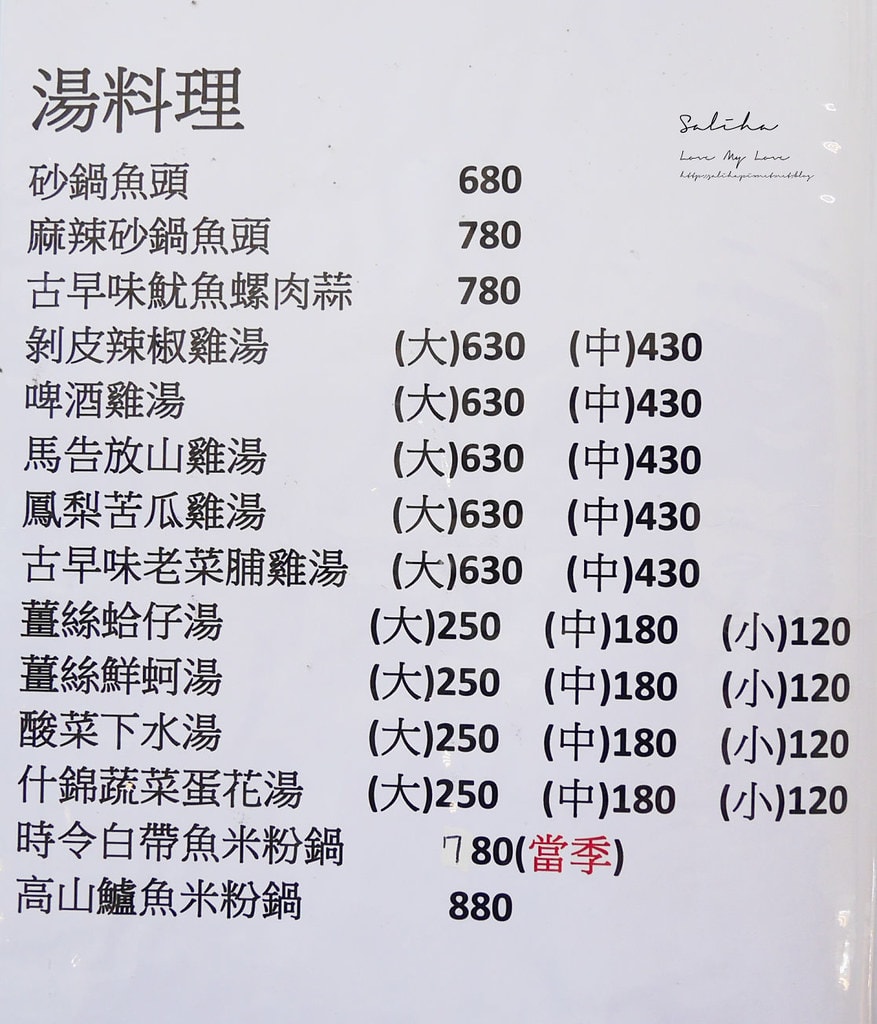 湯料理
Saliha
Love My Love
砂鍋魚頭 680
麻辣砂鍋魚頭 780
古早味魷魚螺肉蒜 780
剝皮辣椒雞湯 (大)630 (中)430
啤酒雞湯 (大)630 (中)430
馬告放山雞湯 (大)630 (中)430
鳳梨苦瓜雞湯 (大)630 (中)430
古早味老菜脯雞湯 (大)630 (中)430
薑絲蛤仔湯 (大)250 (中)180 (小)120
薑絲鮮蚵湯 (大)250 (中)180 (小)120
酸菜下水湯 (大)250 (中)180 (小)120
什錦蔬菜蛋花湯 (大)250 (中)180 (小)120
時令白帶魚米粉鍋 780(當季)
高山鱸魚米粉鍋 880